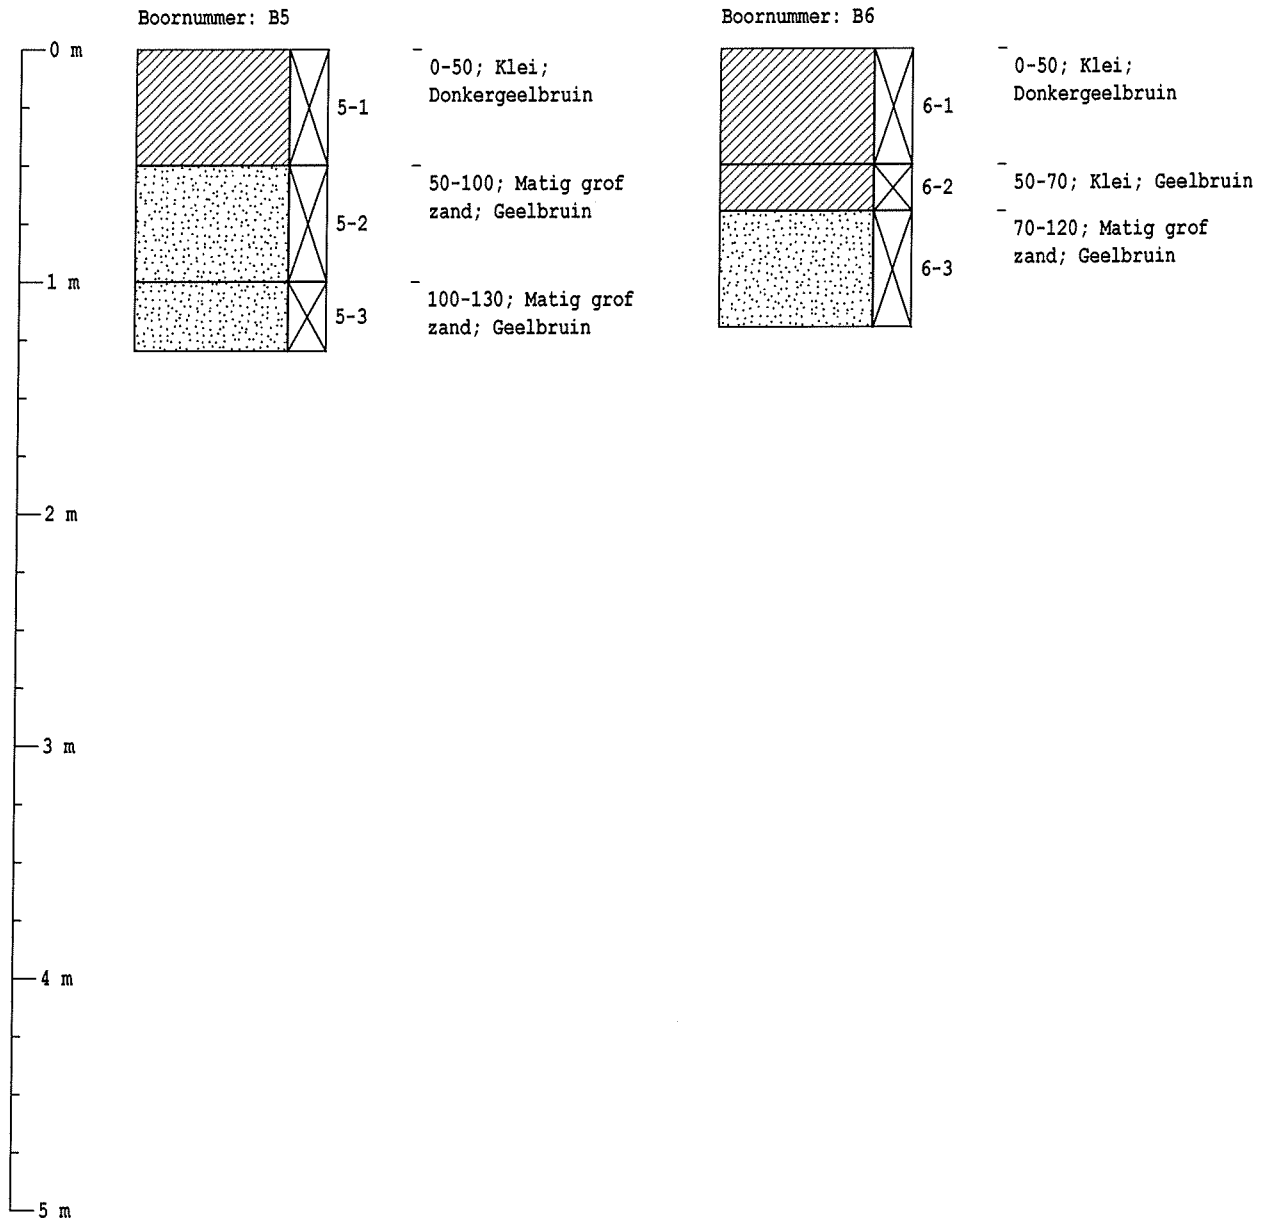 Boornummer: B5
0 m
1 m
2 m
3 m
4 m
5 m
5-1
5-2
5-3
0-50; Klei;
Donkergeelbruin
50-100; Matig grof
zand; Geelbruin
100-130; Matig grof
zand; Geelbruin
Boornummer: B6
6-1
6-2
6-3
0-50; Klei;
Donkergeelbruin
50-70; Klei; Geelbruin
70-120; Matig grof
zand; Geelbruin